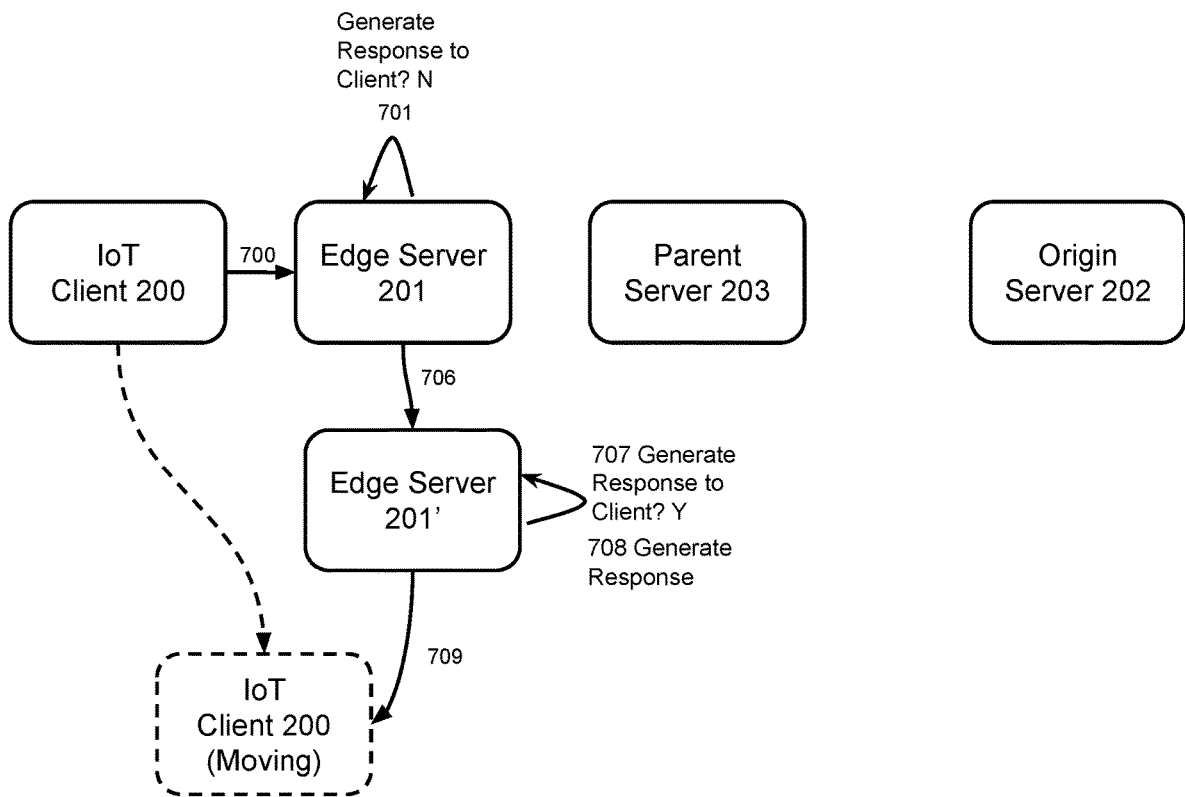 Generate
Response to
Client? N
701
IoT
Client 200
700
Edge Server
201
Parent
Server 203
Origin
Server 202
706
Edge Server
201’
707 Generate
Response to
Client? Y
708 Generate
Response
709
IoT
Client 200
(Moving)